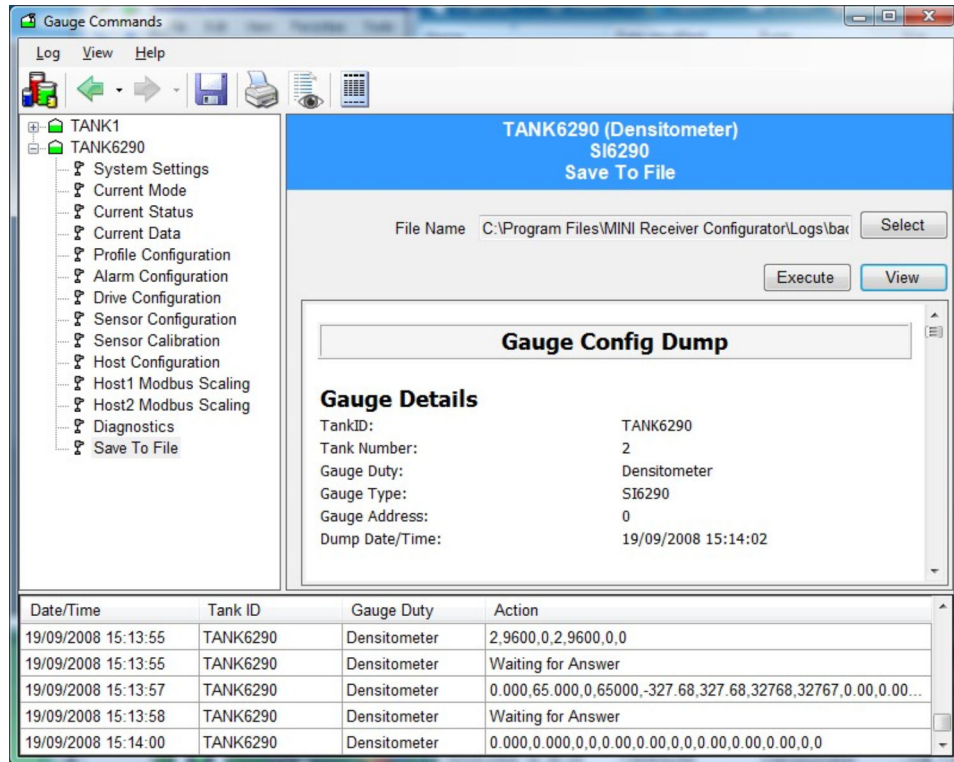 Gauge Commands
Log View Help
TANK1
TANK6290
System Settings
Current Mode
Current Status
Current Data
Profile Configuration
Alarm Configuration
Drive Configuration
Sensor Configuration
Sensor Calibration
Host Configuration
Host1 Modbus Scaling
Host2 Modbus Scaling
Diagnostics
Save To File
TANK6290 (Densitometer)
SI6290
Save To File
File Name C:\Program Files\MINI Receiver Configurator\Logs\bac Select
Execute View
Gauge Config Dump
Gauge Details
TankID: TANK6290
Tank Number: 2
Gauge Duty: Densitometer
Gauge Type: SI6290
Gauge Address: 0
Dump Date/Time: 19/09/2008 15:14:02
Date/Time Tank ID Gauge Duty Action
19/09/2008 15:13:55 TANK6290 Densitometer 2,9600,0,2,9600,0,0
19/09/2008 15:13:55 TANK6290 Densitometer Waiting for Answer
19/09/2008 15:13:57 TANK6290 Densitometer 0.000,65.000,0,65000,-327.68,327.68,32768,32767,0.00,0.00...
19/09/2008 15:13:58 TANK6290 Densitometer Waiting for Answer
19/09/2008 15:14:00 TANK6290 Densitometer 0.000,0.000,0,0,0.00,0.00,0,0,0.00,0.00,0.00,0,0